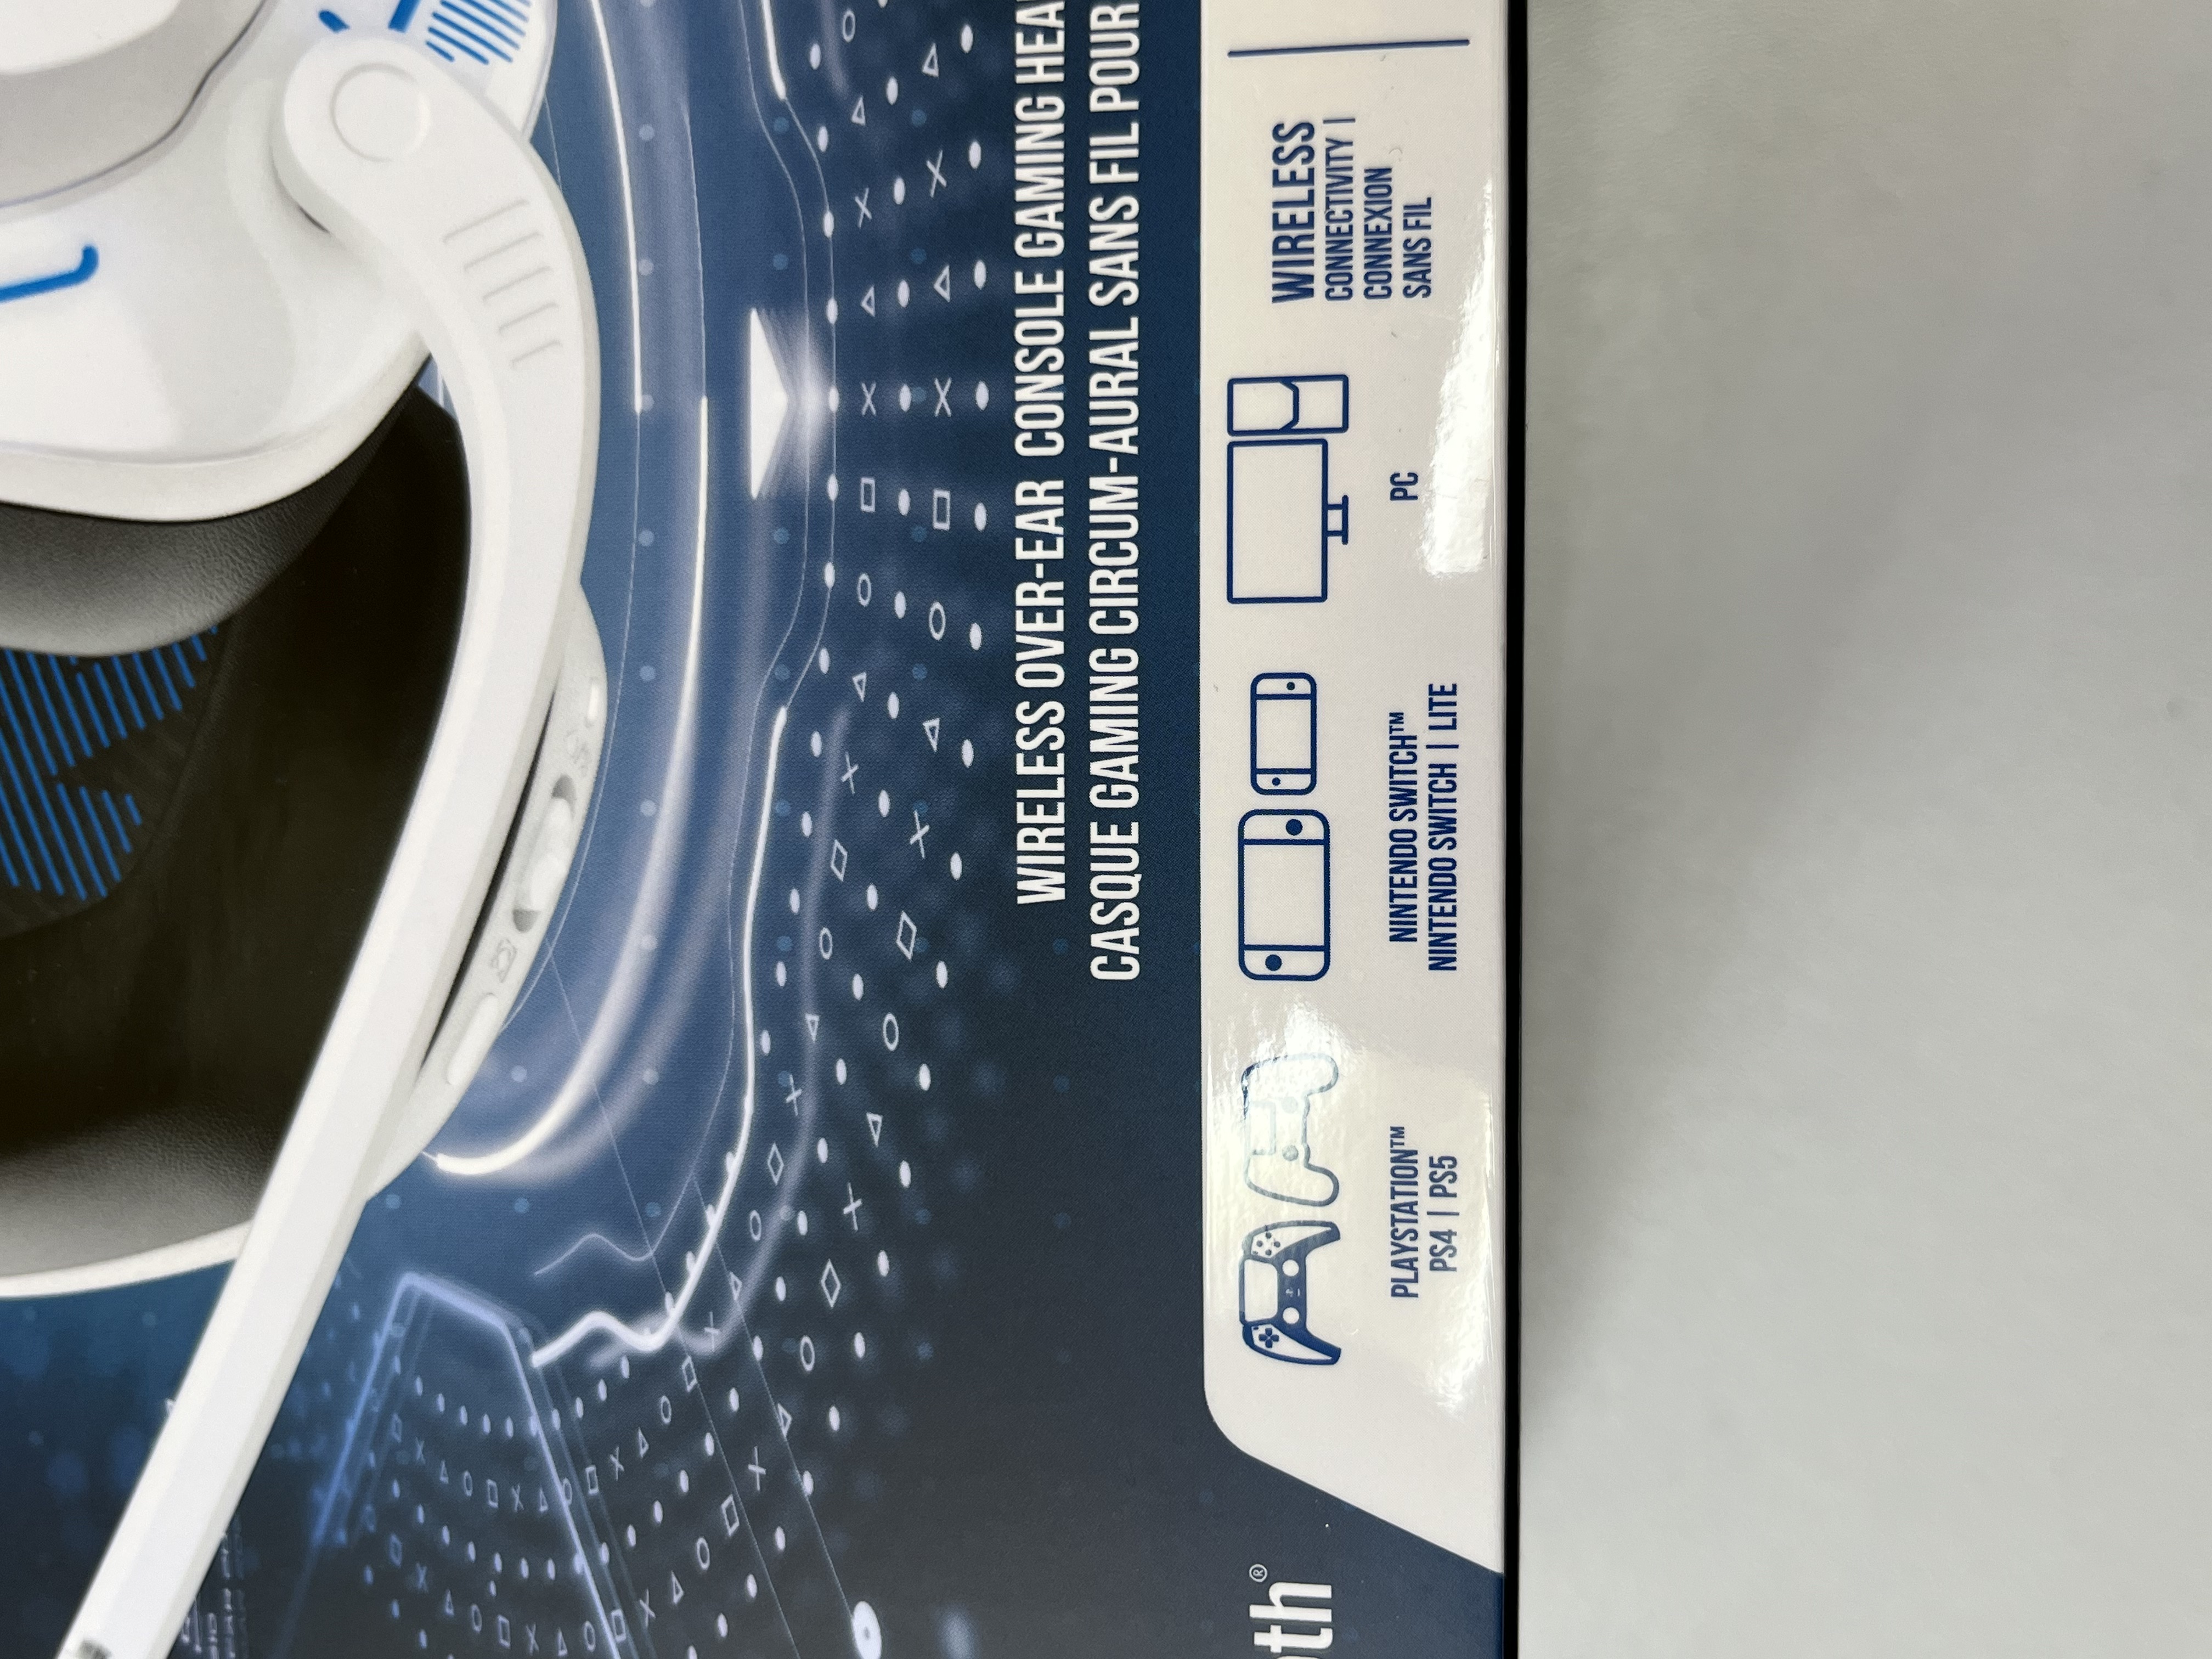 WIRELESS OVER-EAR CONSOLE GAMING HEA
CASQUE GAMING CIRCUM-AURAL SANS FIL POUR
oth®
PLAYSTATION™
PS4 | PS5
NINTENDO SWITCH™
NINTENDO SWITCH | LITE
PC
WIRELESS
CONNECTIVITY |
CONNEXION
SANS FIL